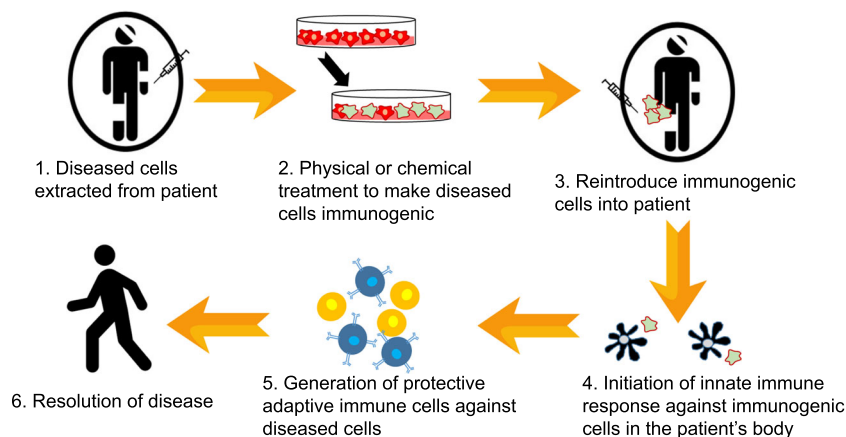 1. Diseased cells
extracted from patient
2. Physical or chemical
treatment to make diseased
cells immunogenic
3. Reintroduce immunogenic
cells into patient
4. Initiation of innate immune
response against immunogenic
cells in the patient's body
5. Generation of protective
adaptive immune cells against
diseased cells
6. Resolution of disease